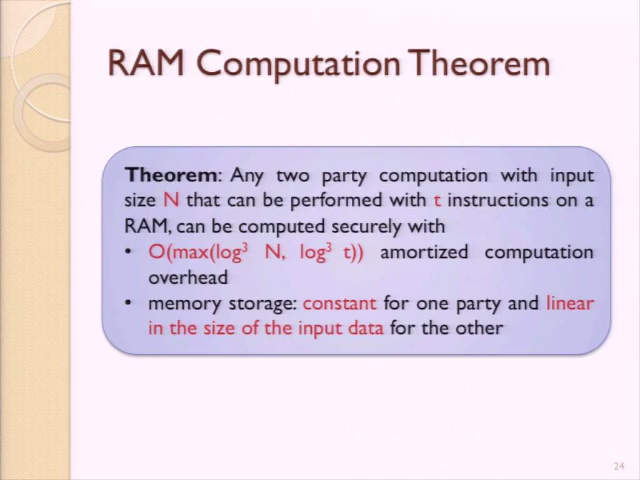 RAM Computation Theorem
Theorem: Any two party computation with input
size N that can be performed with t instructions on a
RAM, can be computed securely with
• O(max(log³ N, log³ t)) amortized computation
overhead
• memory storage: constant for one party and linear
in the size of the input data for the other
24